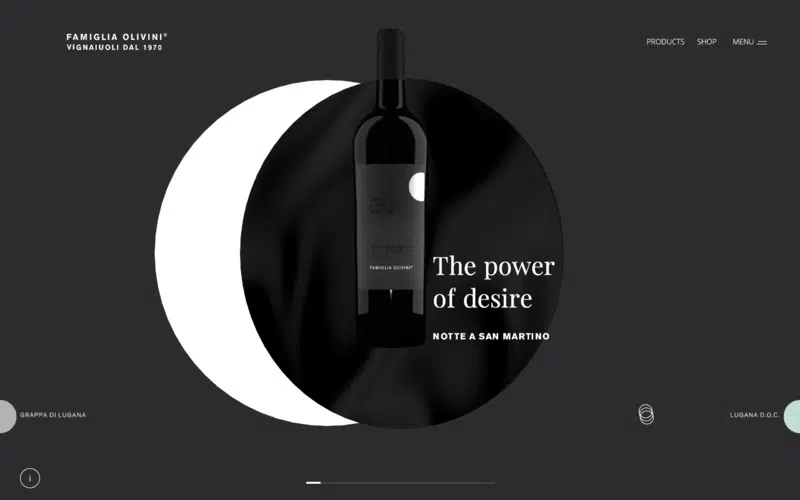 FAMIGLIA OLIVINI®
VIGNAIUOLI DAL 1970
PRODUCTS
SHOP
MENU
FAMIGLIA OLIVINI®
The power
of desire
NOTTE A SAN MARTINO
GRAPPA DI LUGANA
LUGANA D.O.C.
i